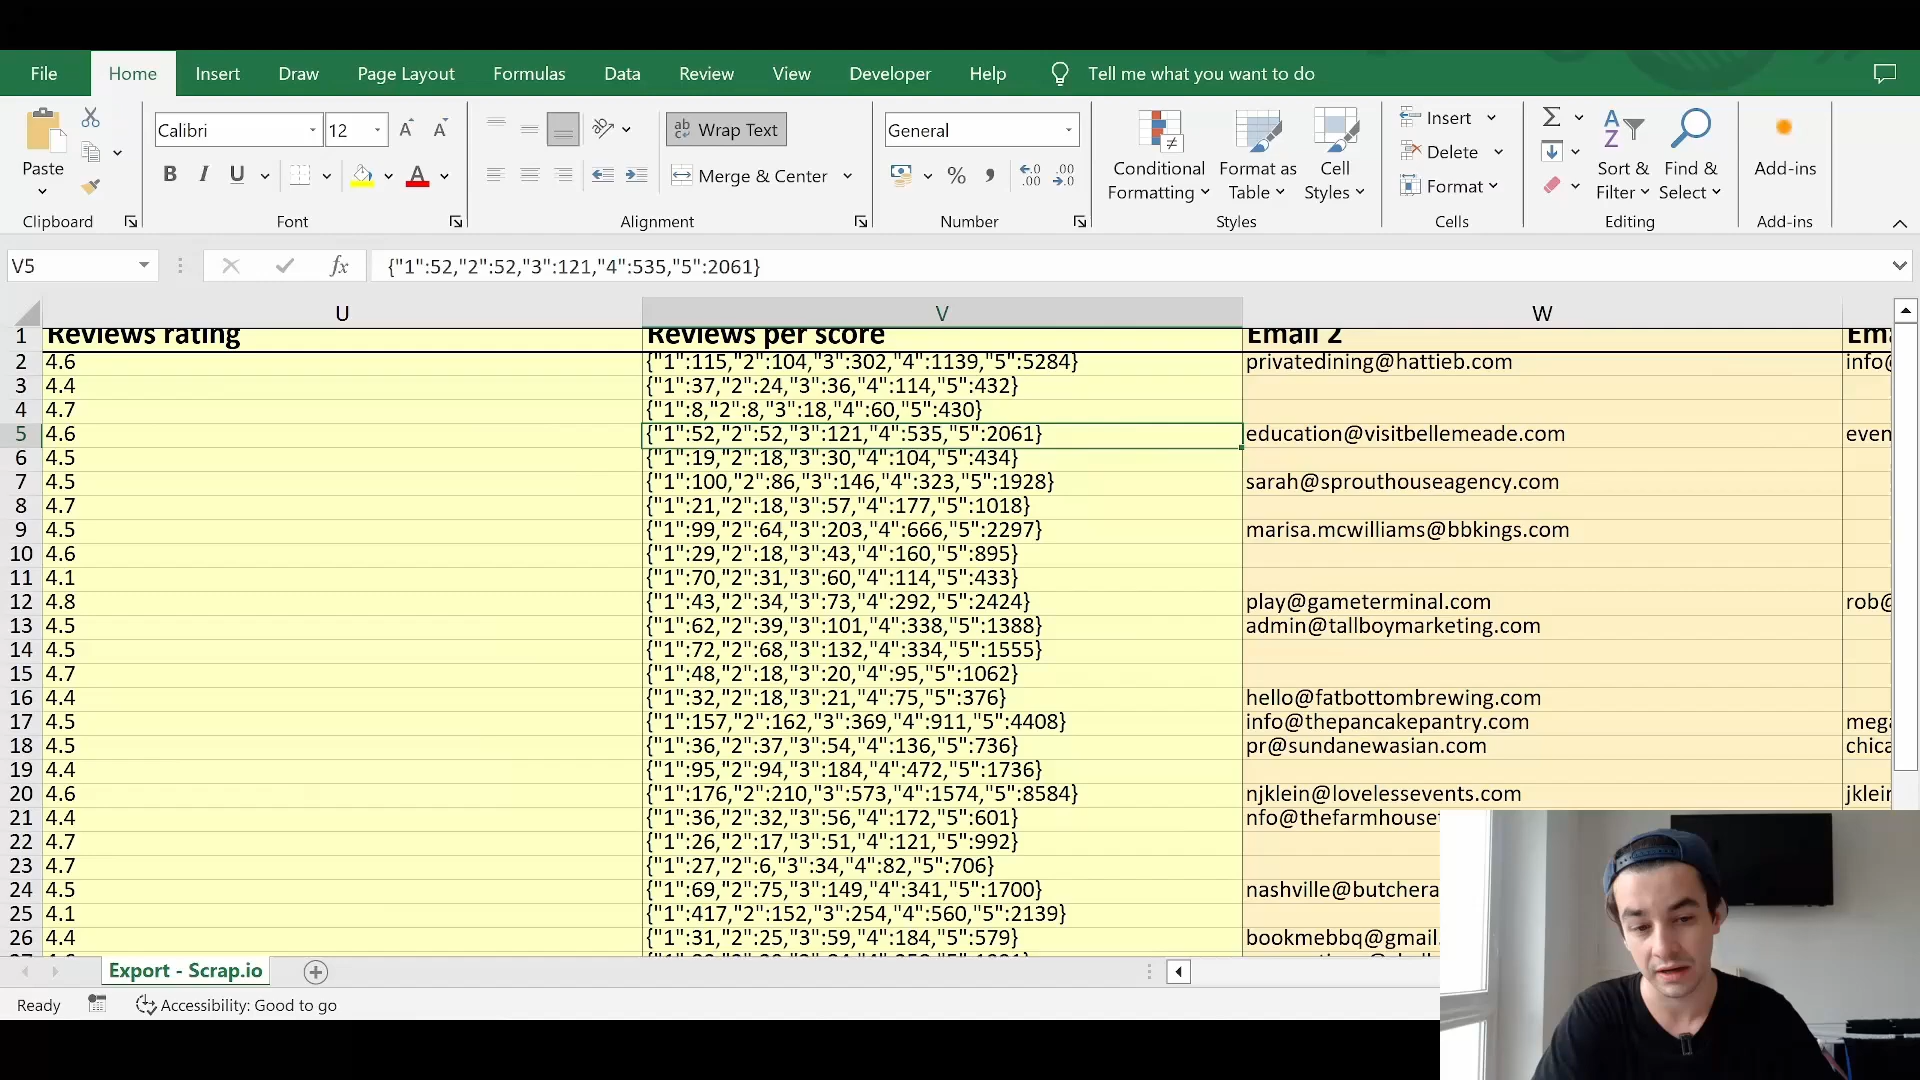 File Home Insert Draw Page Layout Formulas Data Review View Developer Help Tell me what you want to do
Paste
Clipboard
Calibri 12
B I U
Font
Wrap Text
Merge & Center
Alignment
General
Number
Conditional Formatting
Format as Table
Cell Styles
Styles
Insert
Delete
Format
Cells
Sort & Filter
Find & Select
Editing
Add-ins
Add-ins
V5 fx {"1":52,"2":52,"3":121,"4":535,"5":2061}
U V W
1 Reviews rating Reviews per score Email 2
2 4.6 {"1":115,"2":104,"3":302,"4":1139,"5":5284} privatedining@hattieb.com info@
3 4.4 {"1":37,"2":24,"3":36,"4":114,"5":432}
4 4.7 {"1":8,"2":8,"3":18,"4":60,"5":430}
5 4.6 {"1":52,"2":52,"3":121,"4":535,"5":2061} education@visitbellemeade.com even
6 4.5 {"1":19,"2":18,"3":30,"4":104,"5":434}
7 4.5 {"1":100,"2":86,"3":146,"4":323,"5":1928} sarah@sprouthouseagency.com
8 4.7 {"1":21,"2":18,"3":57,"4":177,"5":1018}
9 4.5 {"1":99,"2":64,"3":203,"4":666,"5":2297} marisa.mcwilliams@bbkings.com
10 4.6 {"1":29,"2":18,"3":43,"4":160,"5":895}
11 4.1 {"1":70,"2":31,"3":60,"4":114,"5":433}
12 4.8 {"1":43,"2":34,"3":73,"4":292,"5":2424} play@gameterminal.com rob@
13 4.5 {"1":62,"2":39,"3":101,"4":338,"5":1388} admin@tallboymarketing.com
14 4.5 {"1":72,"2":68,"3":132,"4":334,"5":1555}
15 4.7 {"1":48,"2":18,"3":20,"4":95,"5":1062}
16 4.4 {"1":32,"2":18,"3":21,"4":75,"5":376} hello@fatbottombrewing.com
17 4.5 {"1":157,"2":162,"3":369,"4":911,"5":4408} info@thepancakepantry.com mega
18 4.5 {"1":36,"2":37,"3":54,"4":136,"5":736} pr@sundanewasian.com chica
19 4.4 {"1":95,"2":94,"3":184,"4":472,"5":1736}
20 4.6 {"1":176,"2":210,"3":573,"4":1574,"5":8584} njklein@lovelessevents.com jklein
21 4.4 {"1":36,"2":32,"3":56,"4":172,"5":601} nfo@thefarmhouse
22 4.7 {"1":26,"2":17,"3":51,"4":121,"5":992}
23 4.7 {"1":27,"2":6,"3":34,"4":82,"5":706}
24 4.5 {"1":69,"2":75,"3":149,"4":341,"5":1700} nashville@butchera
25 4.1 {"1":417,"2":152,"3":254,"4":560,"5":2139}
26 4.4 {"1":31,"2":25,"3":59,"4":184,"5":579} bookmebbq@gmail.
Export - Scrap.io
Ready Accessibility: Good to go